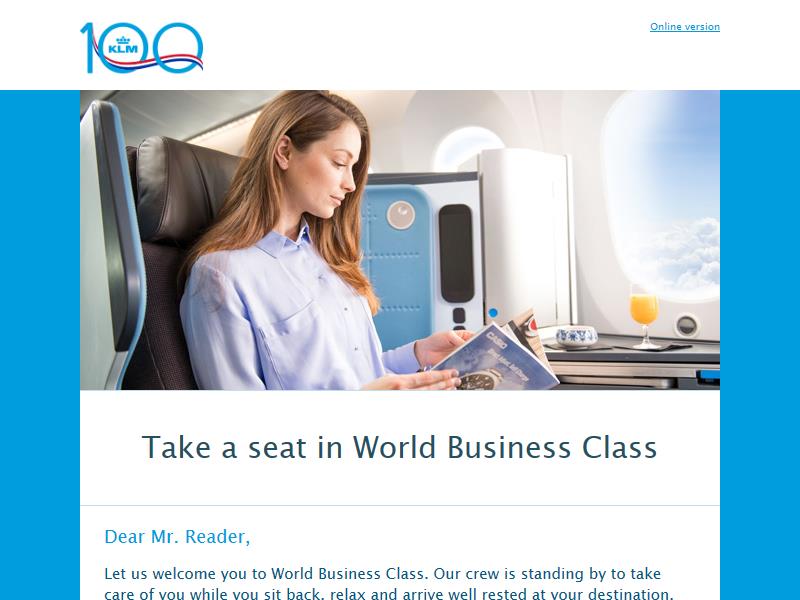 100
KLM
Online version
CASIO
Take a seat in World Business Class
Dear Mr. Reader,
Let us welcome you to World Business Class. Our crew is standing by to take
care of you while you sit back, relax and arrive well rested at your destination.